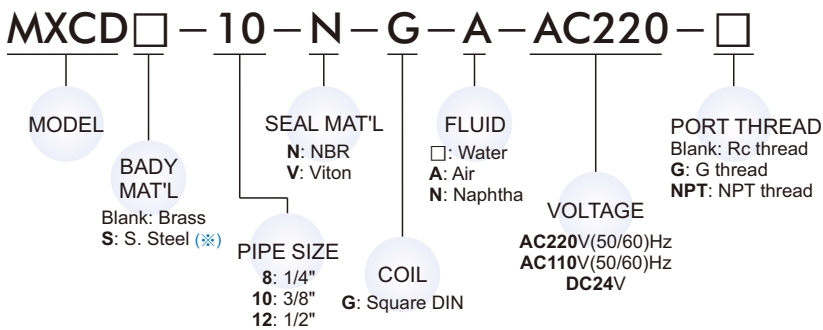 MXCD□-10-N-G-A-AC220-□
MODEL
BADY
MAT'L
Blank: Brass
S: S. Steel (※)
PIPE SIZE
8: 1/4"
10: 3/8"
12: 1/2"
SEAL MAT'L
N: NBR
V: Viton
COIL
G: Square DIN
FLUID
□: Water
A: Air
N: Naphtha
VOLTAGE
AC220V(50/60)Hz
AC110V(50/60)Hz
DC24V
PORT THREAD
Blank: Rc thread
G: G thread
NPT: NPT thread